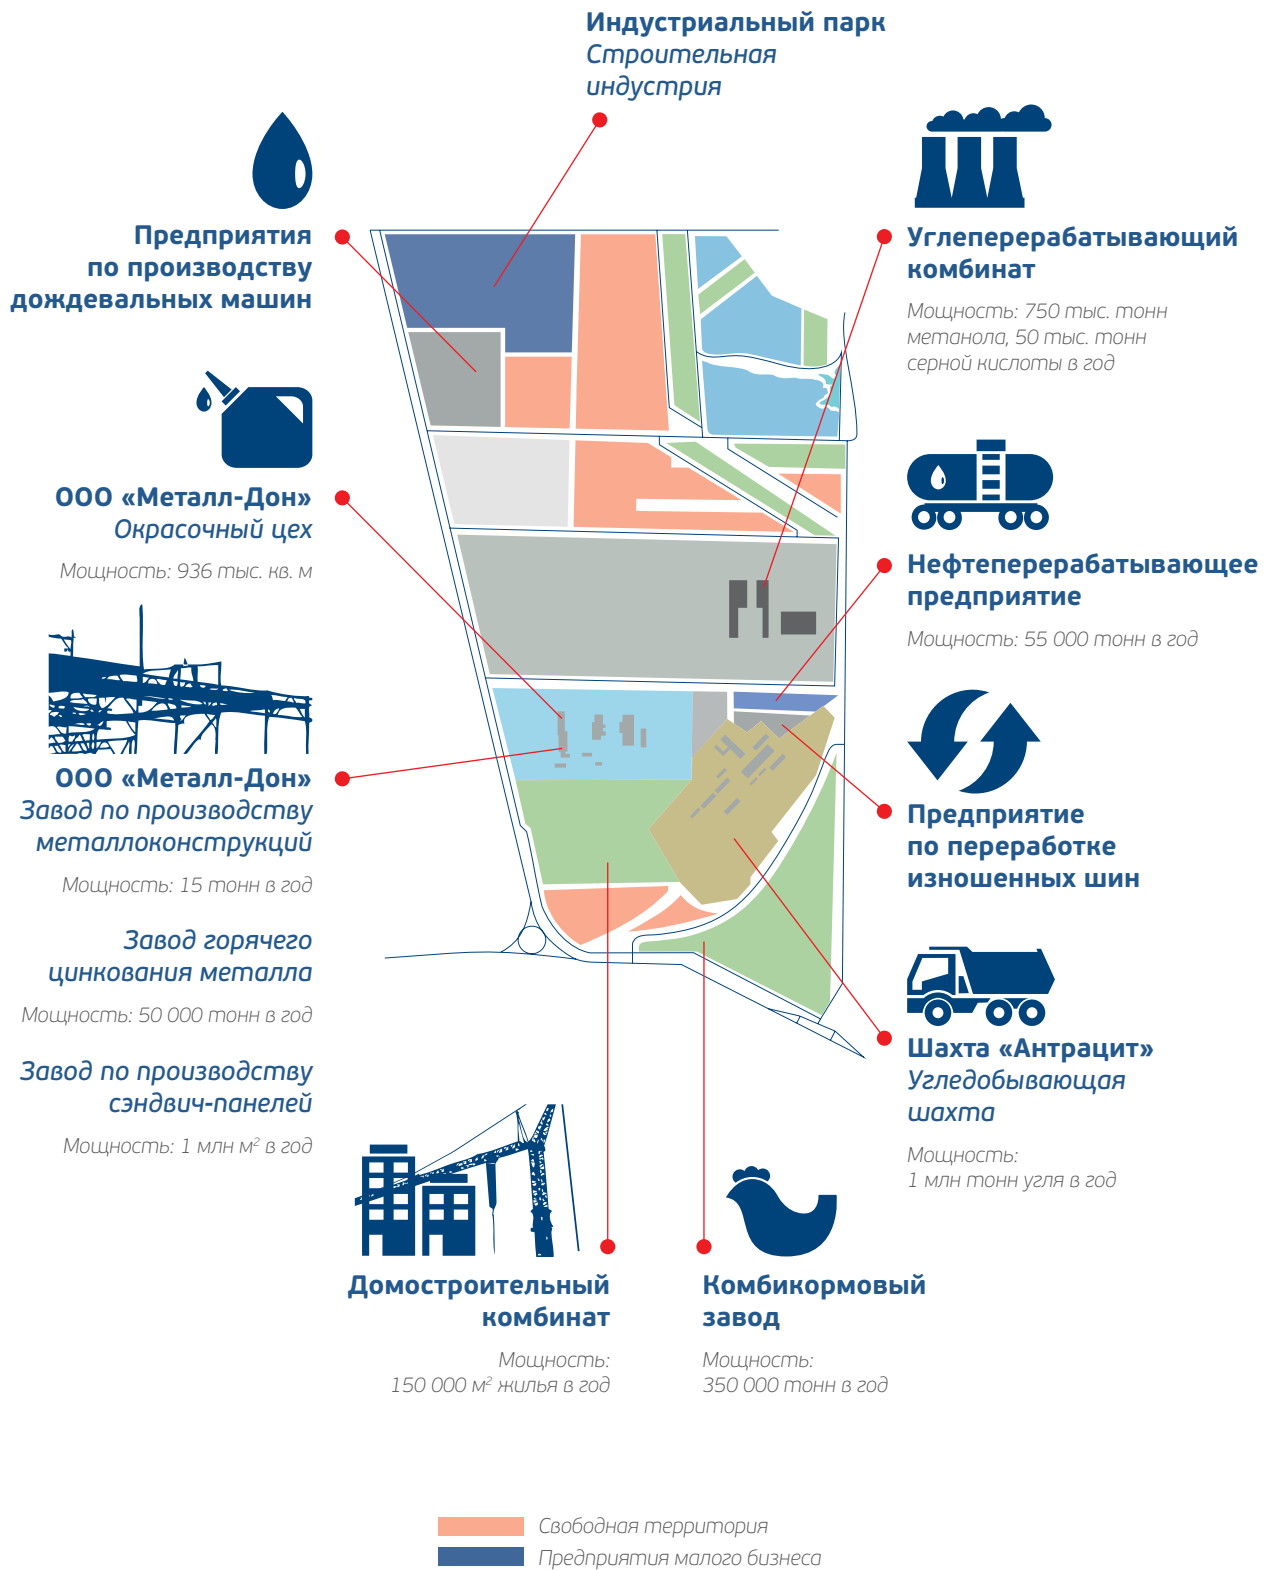 Индустриальный парк
Строительная
индустрия
Предприятия
по производству
дождевальных машин
ООО «Металл-Дон»
Окрасочный цех
Мощность: 936 тыс. кв. м
ООО «Металл-Дон»
Завод по производству
металлоконструкций
Мощность: 15 тонн в год
Завод горячего
цинкования металла
Мощность: 50 000 тонн в год
Завод по производству
сэндвич-панелей
Мощность: 1 млн м² в год
Углеперерабатывающий
комбинат
Мощность: 750 тыс. тонн
метанола, 50 тыс. тонн
серной кислоты в год
Нефтеперерабатывающее
предприятие
Мощность: 55 000 тонн в год
Предприятие
по переработке
изношенных шин
Шахта «Антрацит»
Угледобывающая
шахта
Мощность:
1 млн тонн угля в год
Домостроительный
комбинат
Мощность:
150 000 м² жилья в год
Комбикормовый
завод
Мощность:
350 000 тонн в год
Свободная территория
Предприятия малого бизнеса